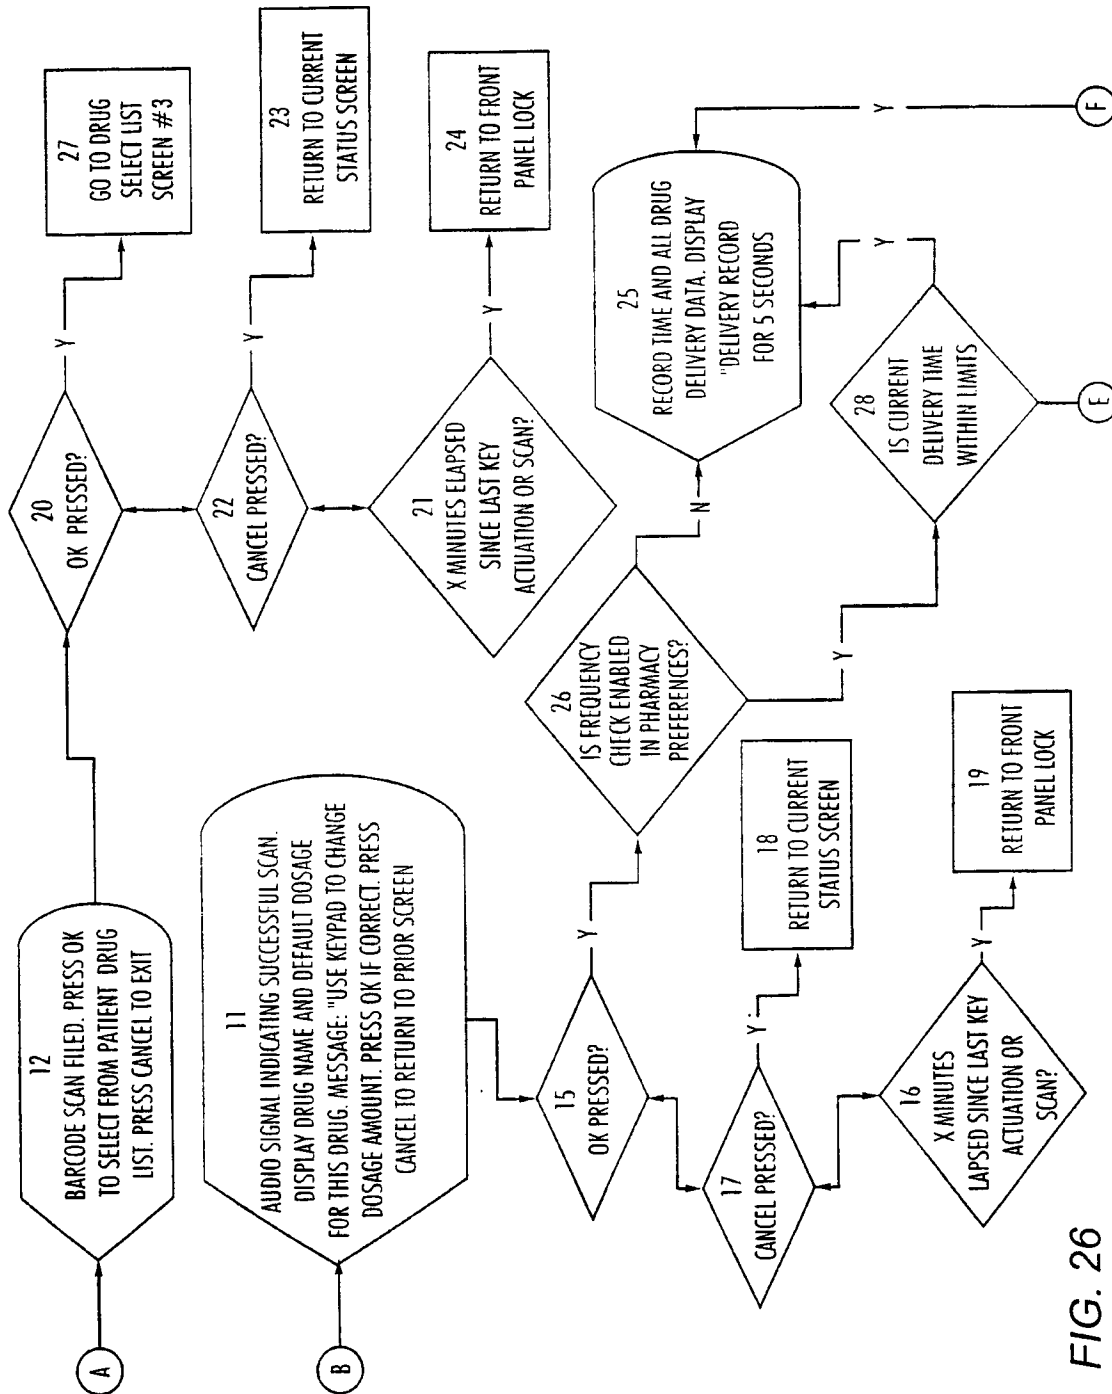 A
12
BARCODE SCAN FILED. PRESS OK
TO SELECT FROM PATIENT DRUG
LIST. PRESS CANCEL TO EXIT
20
OK PRESSED?
Y
27
GO TO DRUG
SELECT LIST
SCREEN #3
22
CANCEL PRESSED?
Y
23
RETURN TO CURRENT
STATUS SCREEN
21
X MINUTES ELAPSED
SINCE LAST KEY
ACTUATION OR SCAN?
Y
24
RETURN TO FRONT
PANEL LOCK
B
11
AUDIO SIGNAL INDICATING SUCCESSFUL SCAN.
DISPLAY DRUG NAME AND DEFAULT DOSAGE
FOR THIS DRUG. MESSAGE: "USE KEYPAD TO CHANGE
DOSAGE AMOUNT. PRESS OK IF CORRECT. PRESS
CANCEL TO RETURN TO PRIOR SCREEN
15
OK PRESSED?
Y
26
IS FREQUENCY
CHECK ENABLED
IN PHARMACY
PREFERENCES?
N
25
RECORD TIME AND ALL DRUG
DELIVERY DATA. DISPLAY
"DELIVERY RECORD
FOR 5 SECONDS
Y
F
Y
28
IS CURRENT
DELIVERY TIME
WITHIN LIMITS
Y
E
17
CANCEL PRESSED?
Y
18
RETURN TO CURRENT
STATUS SCREEN
16
X MINUTES
LAPSED SINCE LAST KEY
ACTUATION OR
SCAN?
Y
19
RETURN TO FRONT
PANEL LOCK
FIG. 26